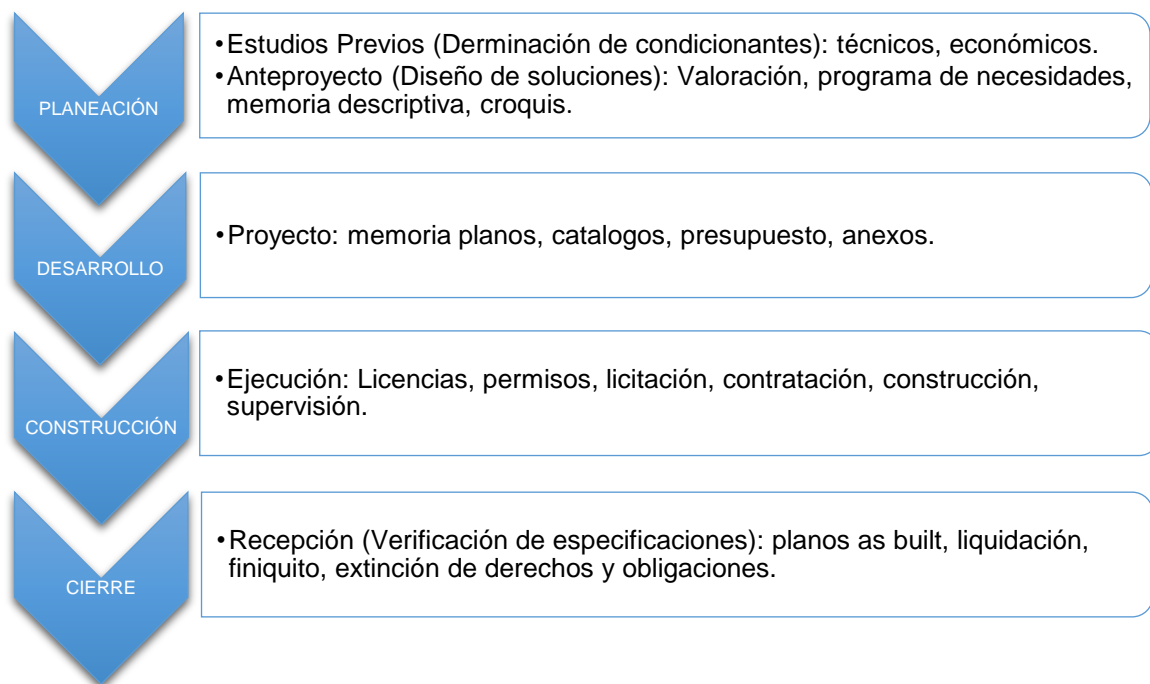 PLANEACIÓN
•Estudios Previos (Derminación de condicionantes): técnicos, económicos.
•Anteproyecto (Diseño de soluciones): Valoración, programa de necesidades,
memoria descriptiva, croquis.
DESARROLLO
•Proyecto: memoria planos, catalogos, presupuesto, anexos.
CONSTRUCCIÓN
•Ejecución: Licencias, permisos, licitación, contratación, construcción,
supervisión.
CIERRE
•Recepción (Verificación de especificaciones): planos as built, liquidación,
finiquito, extinción de derechos y obligaciones.